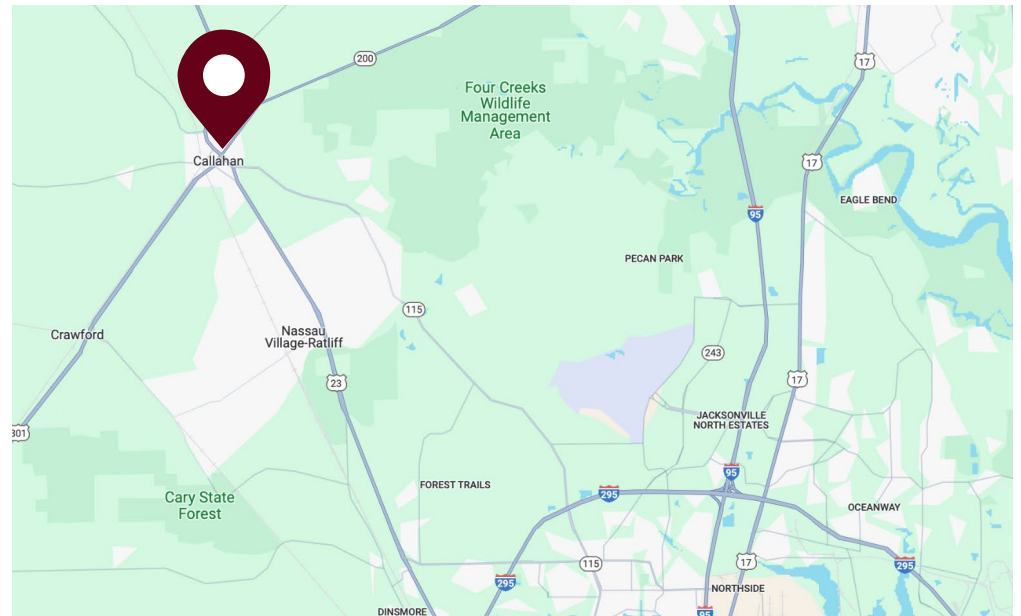 200
17
Four Creeks
Wildlife
Management
Area
Callahan
17
EAGLE BEND
95
PECAN PARK
115
Crawford
Nassau
Village-Ratliff
243
23
17
JACKSONVILLE
NORTH ESTATES
301
95
FOREST TRAILS
295
Cary State
Forest
OCEANWAY
115
17
295
295
NORTHSIDE
DINSMORE
95